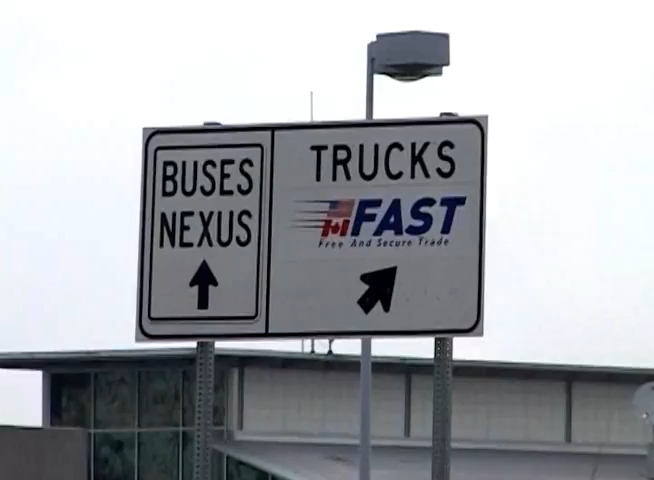 BUSES
NEXUS
TRUCKS
FAST
Free And Secure Trade